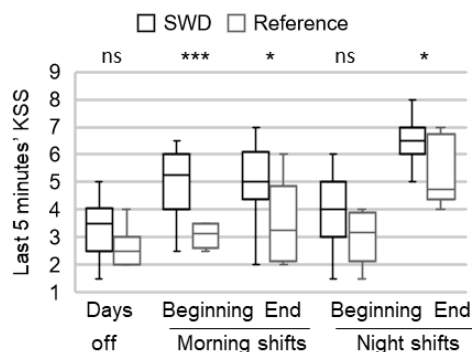 SWD Reference
ns *** * ns *
Last 5 minutes' KSS
9
8
7
6
5
4
3
2
1
Days off
Beginning End
Morning shifts
Beginning End
Night shifts